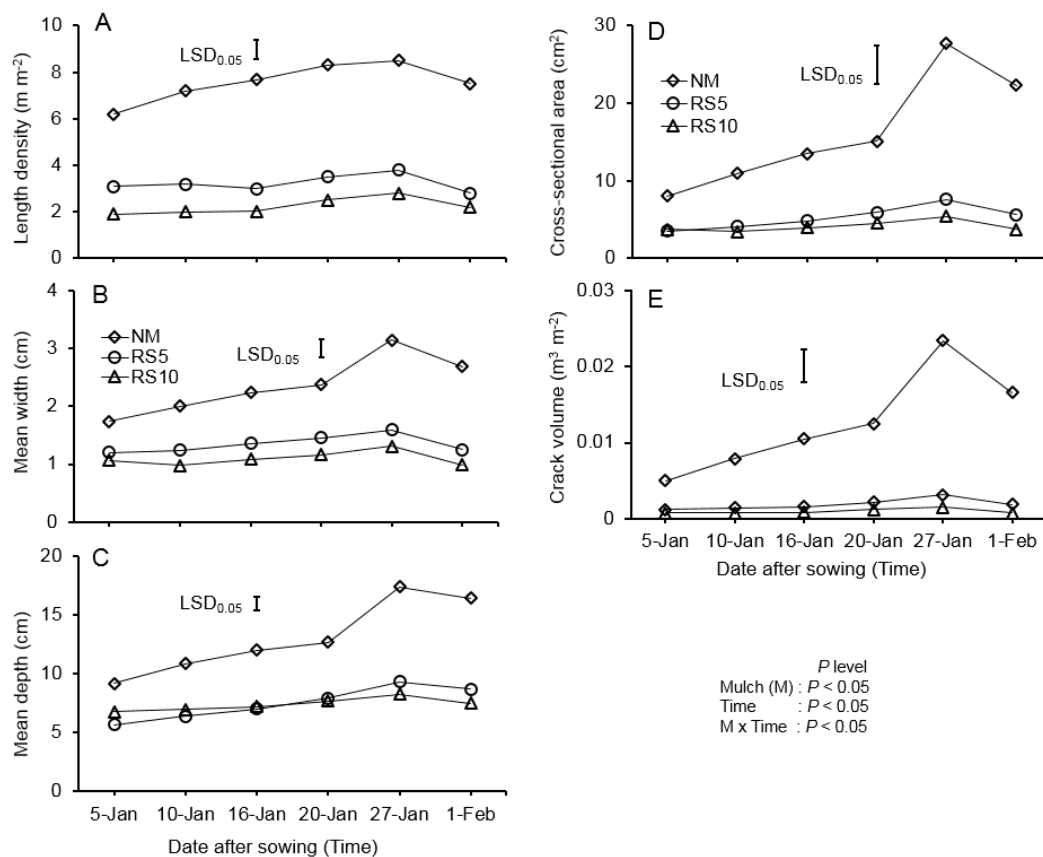 A
Length density (m m⁻²)
10
8
6
4
2
0
LSD₀.₀₅
B
Mean width (cm)
4
3
2
1
0
NM
RS5
RS10
LSD₀.₀₅
C
Mean depth (cm)
20
15
10
5
0
LSD₀.₀₅
5-Jan 10-Jan 16-Jan 20-Jan 27-Jan 1-Feb
Date after sowing (Time)
D
Cross-sectional area (cm²)
30
20
10
0
NM
RS5
RS10
LSD₀.₀₅
E
Crack volume (m³ m⁻²)
0.03
0.02
0.01
0
LSD₀.₀₅
5-Jan 10-Jan 16-Jan 20-Jan 27-Jan 1-Feb
Date after sowing (Time)
P level
Mulch (M) : P < 0.05
Time : P < 0.05
M x Time : P < 0.05